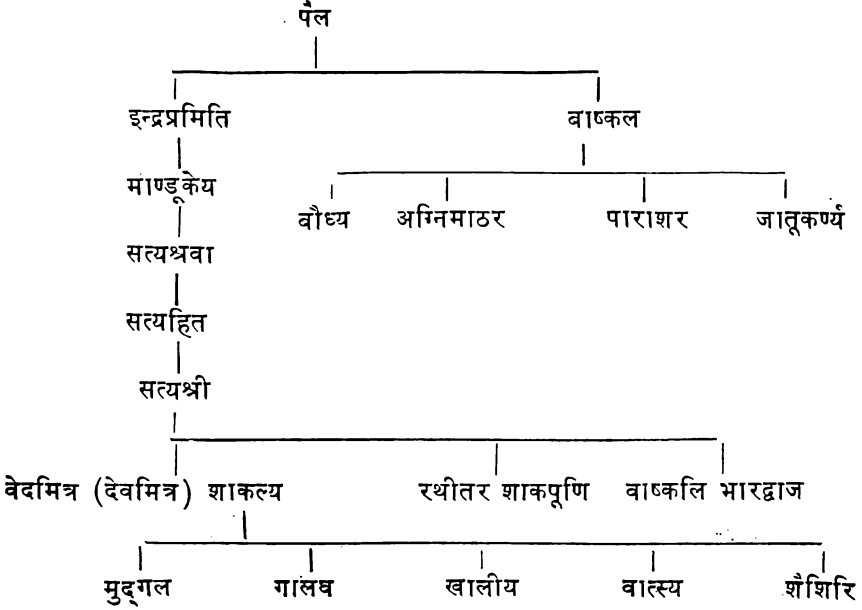 पैल
इन्द्रप्रमिति वाष्कल
माण्डूकेय
वौध्य अग्निमाठर पाराशर जातूकर्ण्य
सत्यश्रवा
सत्यहित
सत्यश्री
वेदमित्र (देवमित्र) शाकल्य रथीतर शाकपूणि वाष्कलि भारद्वाज
मुद्गल गालव खालीय वात्स्य शैशिरि